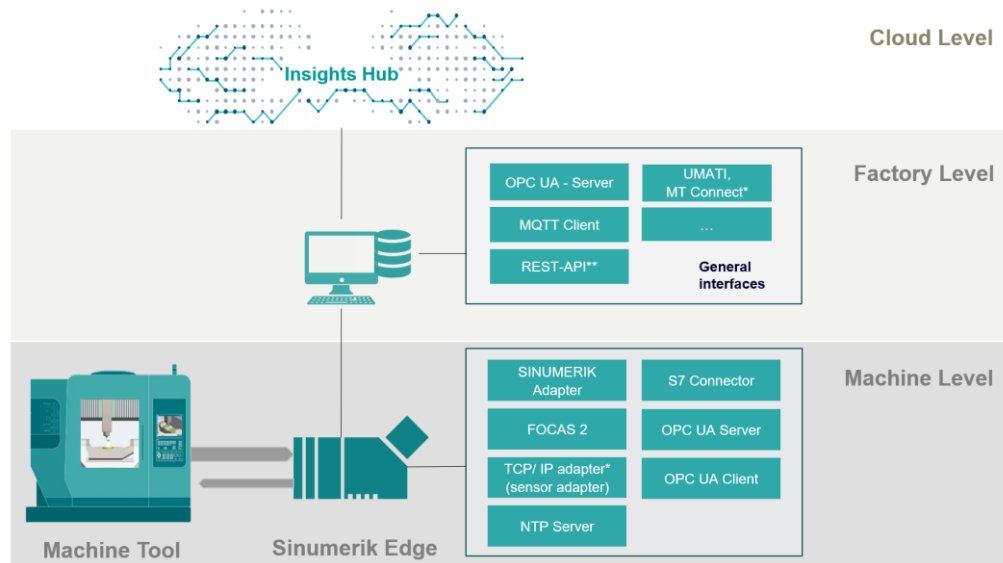 Cloud Level
Insights Hub
Factory Level
OPC UA - Server
UMATI,
MT Connect*
MQTT Client
...
REST-API**
General
interfaces
Machine Level
SINUMERIK
Adapter
S7 Connector
FOCAS 2
OPC UA Server
TCP/ IP adapter*
(sensor adapter)
OPC UA Client
NTP Server
Machine Tool
Sinumerik Edge